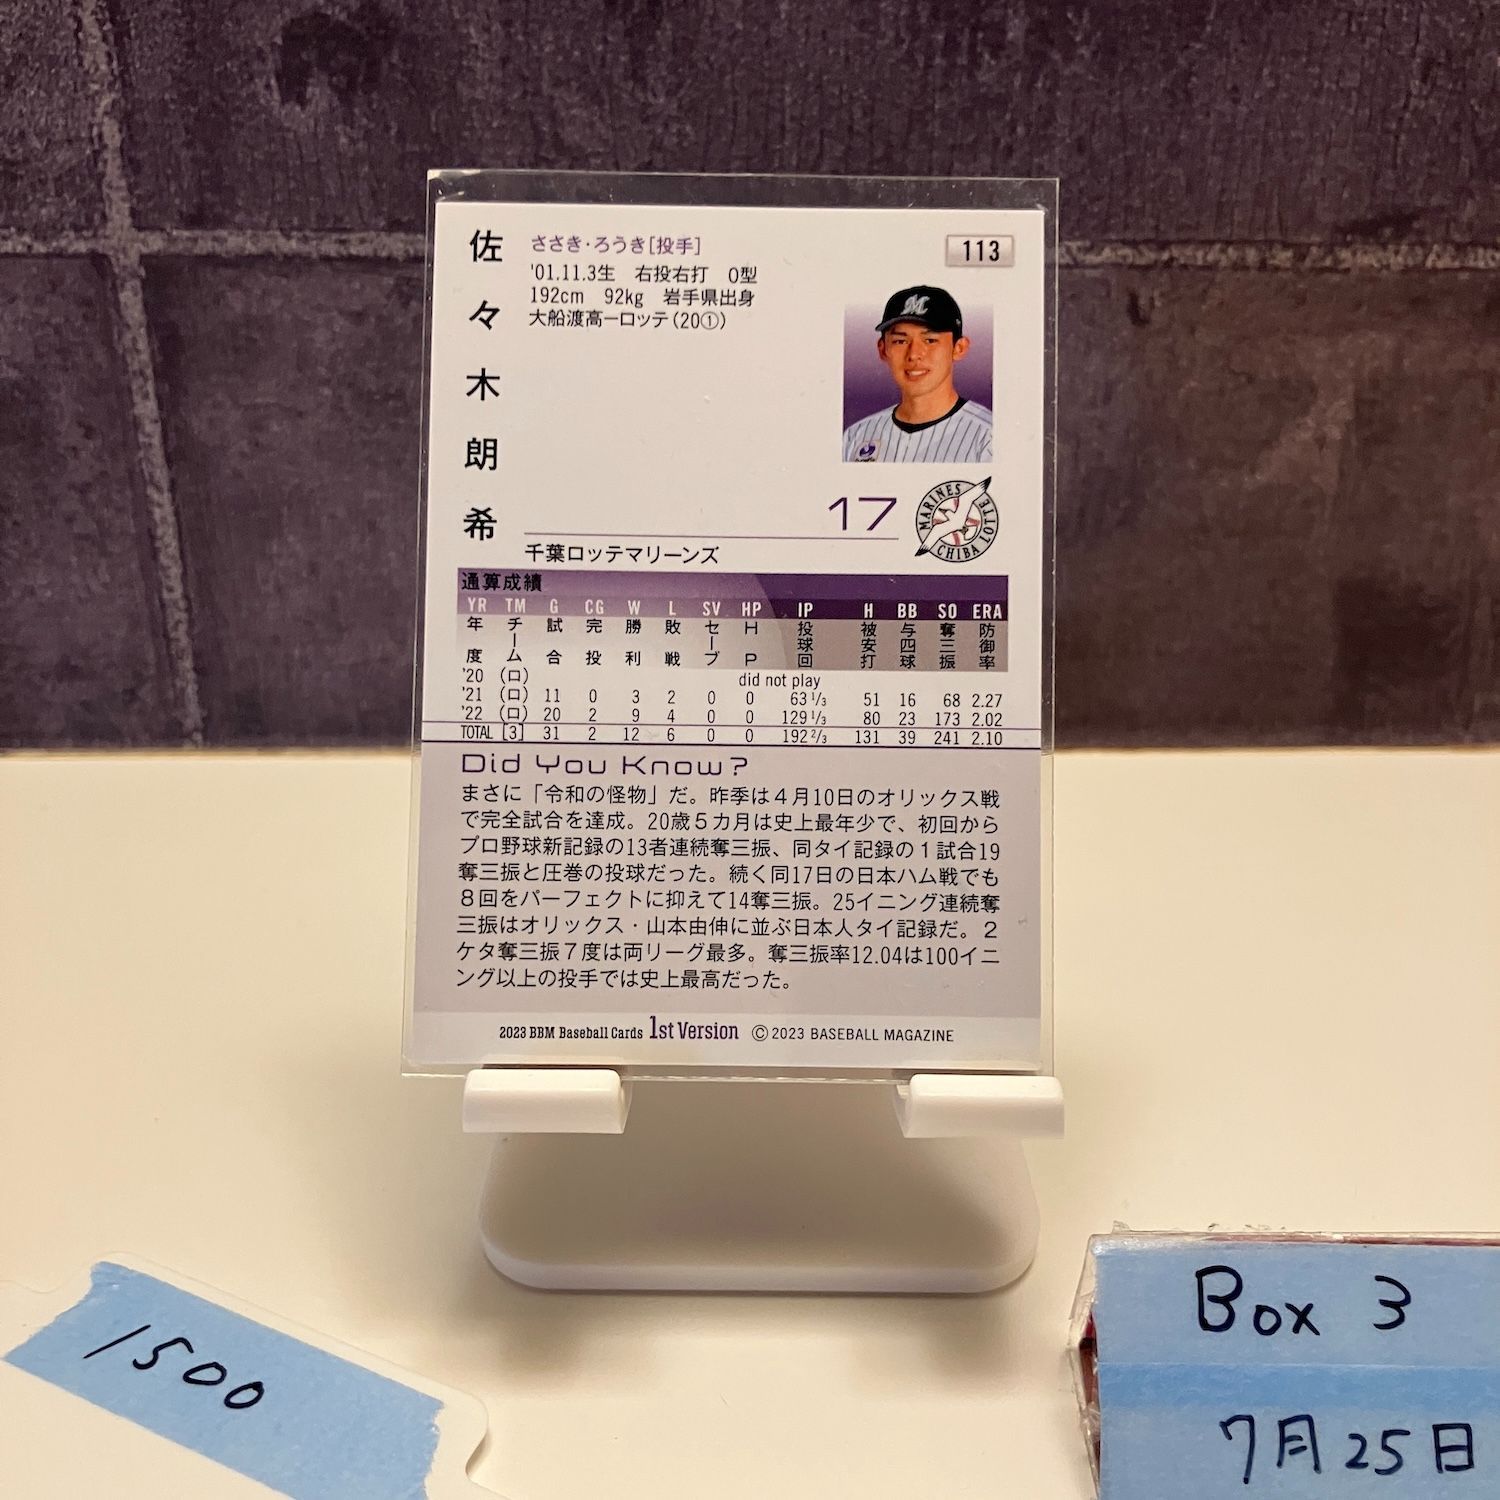 佐々木朗希
ささき・ろうき[投手]
'01.11.3生 右投右打 O型
192cm 92kg 岩手県出身
大船渡高ーロッテ(20①)
113
17
MARINES
CHIBA LOTTE
千葉ロッテマリーンズ
通算成績
YR TM G CG W L SV HP IP H BB SO ERA
年度 チーム 試合 完投 勝利 敗戦 セーブ HP 投球回 被安打 与四球 奪三振 防御率
'20 (ロ) did not play
'21 (ロ) 11 0 3 2 0 0 63 1/3 51 16 68 2.27
'22 (ロ) 20 2 9 4 0 0 129 1/3 80 23 173 2.02
TOTAL [3] 31 2 12 6 0 0 192 2/3 131 39 241 2.10
Did You Know?
まさに「令和の怪物」だ。昨季は4月10日のオリックス戦
で完全試合を達成。20歳5カ月は史上最年少で、初回から
プロ野球新記録の13者連続奪三振、同タイ記録の1試合19
奪三振と圧巻の投球だった。続く同17日の日本ハム戦でも
8回をパーフェクトに抑えて14奪三振。25イニング連続奪
三振はオリックス・山本由伸に並ぶ日本人タイ記録だ。2
ケタ奪三振7度は両リーグ最多。奪三振率12.04は100イニ
ング以上の投手では史上最高だった。
2023 BBM Baseball Cards 1st Version ©2023 BASEBALL MAGAZINE
1500
Box 3
7月25日